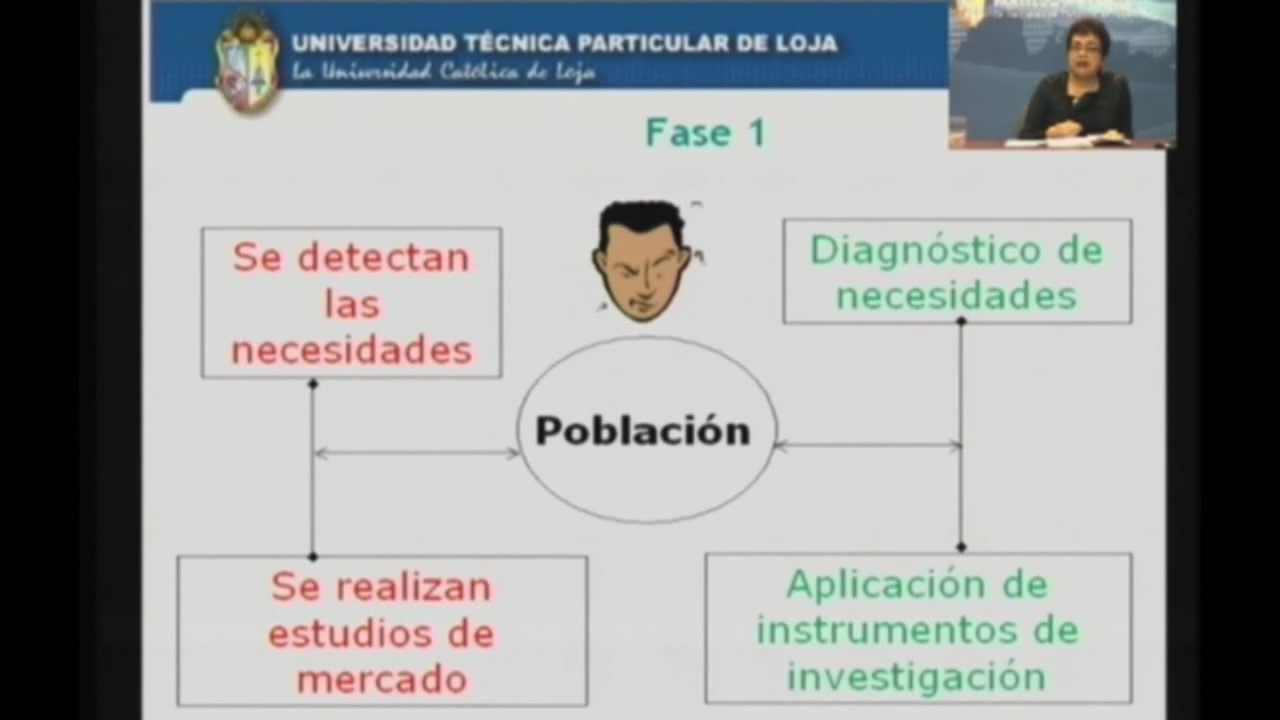 UNIVERSIDAD TÉCNICA PARTICULAR DE LOJA
La Universidad Católica de Loja
Fase 1
Se detectan
las
necesidades
Diagnóstico de
necesidades
Población
Se realizan
estudios de
mercado
Aplicación de
instrumentos de
investigación